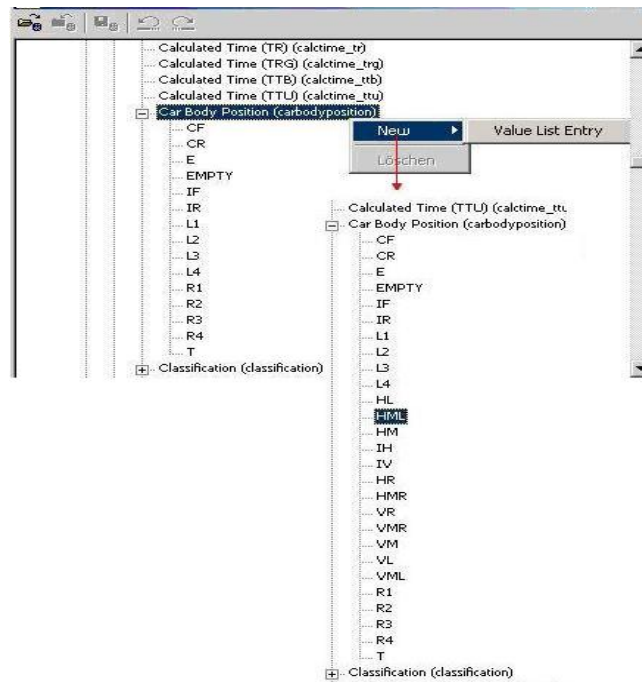 Calculated Time (TR) (calctime_tr)
Calculated Time (TRG) (calctime_trg)
Calculated Time (TTB) (calctime_ttb)
Calculated Time (TTU) (calctime_ttu)
Car Body Position (carbodyposition)
CF
CR
E
EMPTY
IF
IR
L1
L2
L3
L4
R1
R2
R3
R4
T
Classification (classification)
New
Value List Entry
Löschen
Calculated Time (TTU) (calctime_ttu
Car Body Position (carbodyposition)
CF
CR
E
EMPTY
IF
IR
L1
L2
L3
L4
HL
HML
HM
IH
IV
HR
HMR
VR
VMR
VM
VL
VML
R1
R2
R3
R4
T
Classification (classification)